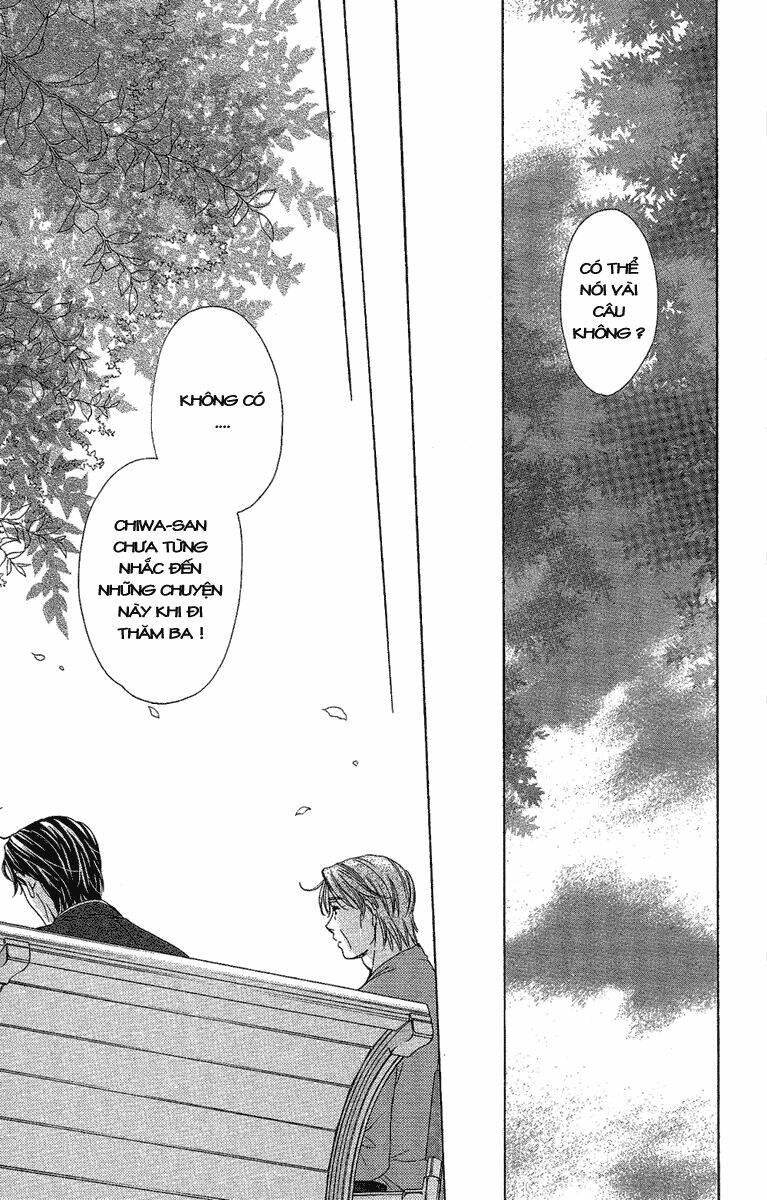 CÓ THỂ
NÓI VÀI
CÂU
KHÔNG ?
KHÔNG CÓ
....
CHIWA-SAN
CHƯA TỪNG
NHẮC ĐẾN
NHỮNG CHUYỆN
NÀY KHI ĐI
THĂM BA !